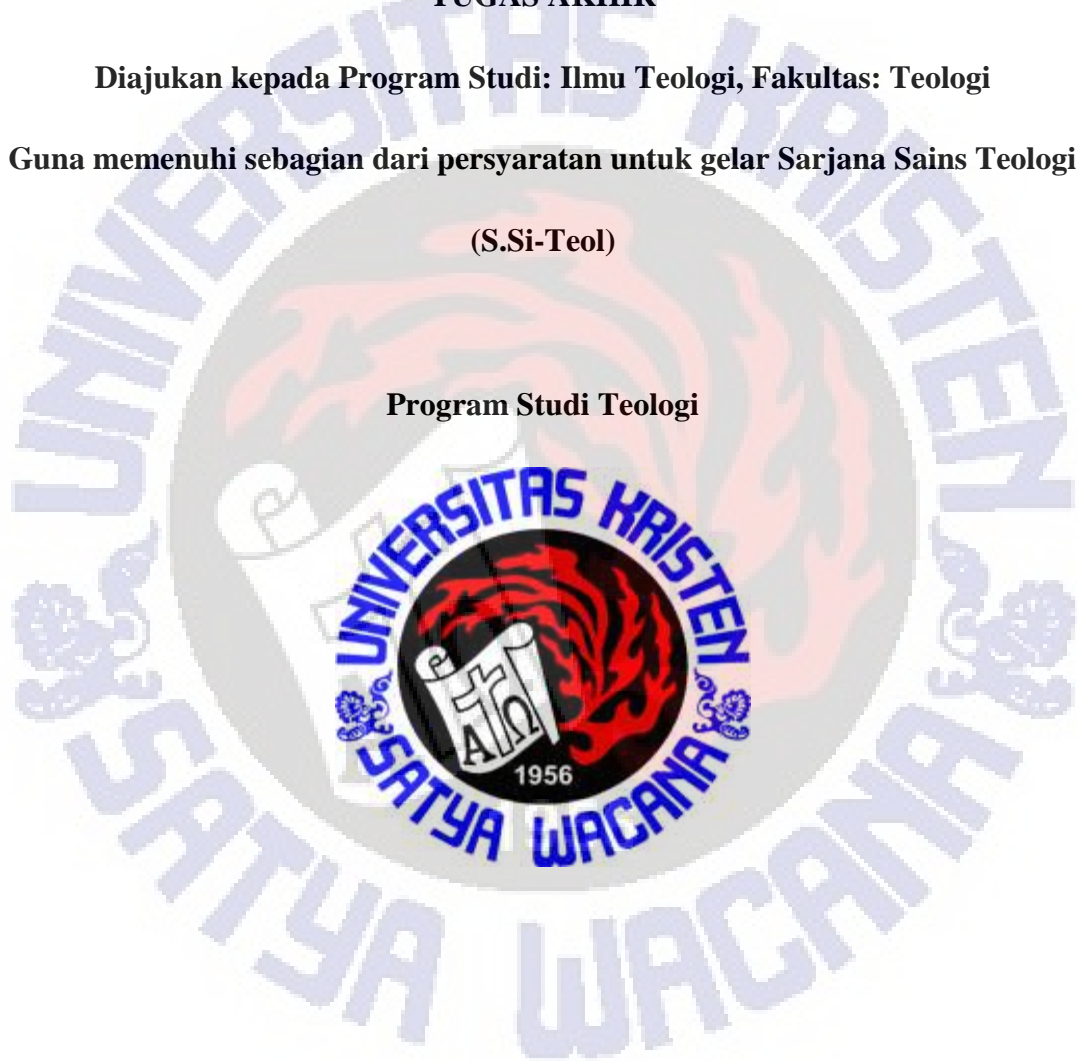 TUGAS AKHIR
Diajukan kepada Program Studi: Ilmu Teologi, Fakultas: Teologi
Guna memenuhi sebagian dari persyaratan untuk gelar Sarjana Sains Teologi
(S.Si-Teol)
Program Studi Teologi
UNIVERSITAS KRISTEN
SATYA WACANA
Α Ω
1956